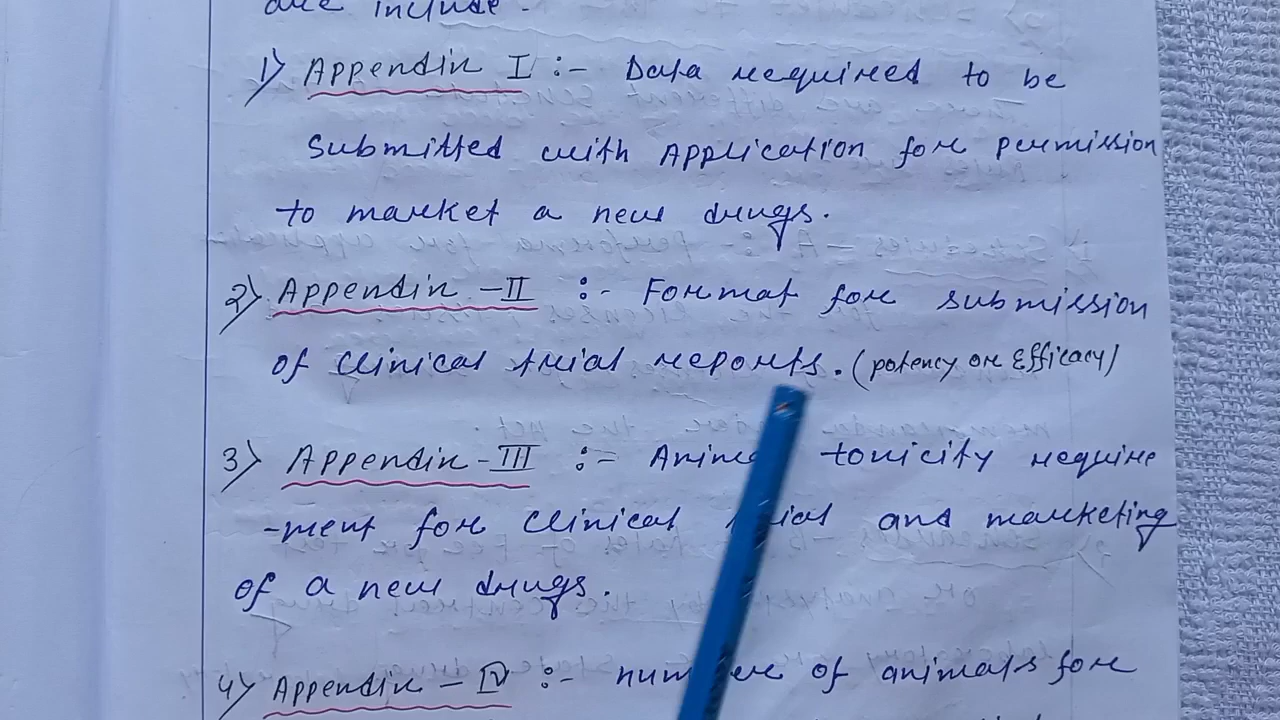 are include.
1) Appendix I :- Data required to be
Submitted with Application for permission
to market a new drugs.
2) Appendix -II :- Format for submission
of clinical trial reports. (potency or Efficacy)
3) Appendix-III :- toxicity require
-ment for clinical and marketing
of a new drugs.
4) Appendix - IV :- of animals for